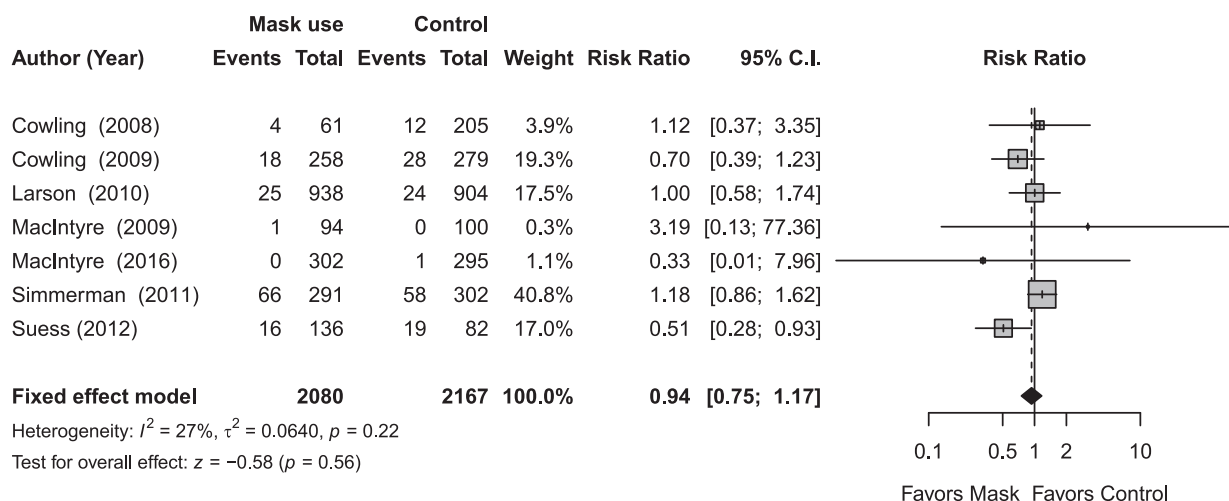 Mask use Control
Author (Year) Events Total Events Total Weight Risk Ratio 95% C.I. Risk Ratio
Cowling (2008) 4 61 12 205 3.9% 1.12 [0.37; 3.35]
Cowling (2009) 18 258 28 279 19.3% 0.70 [0.39; 1.23]
Larson (2010) 25 938 24 904 17.5% 1.00 [0.58; 1.74]
MacIntyre (2009) 1 94 0 100 0.3% 3.19 [0.13; 77.36]
MacIntyre (2016) 0 302 1 295 1.1% 0.33 [0.01; 7.96]
Simmerman (2011) 66 291 58 302 40.8% 1.18 [0.86; 1.62]
Suess (2012) 16 136 19 82 17.0% 0.51 [0.28; 0.93]
Fixed effect model 2080 2167 100.0% 0.94 [0.75; 1.17]
Heterogeneity: I² = 27%, τ² = 0.0640, p = 0.22
Test for overall effect: z = −0.58 (p = 0.56)
0.1 0.5 1 2 10
Favors Mask Favors Control